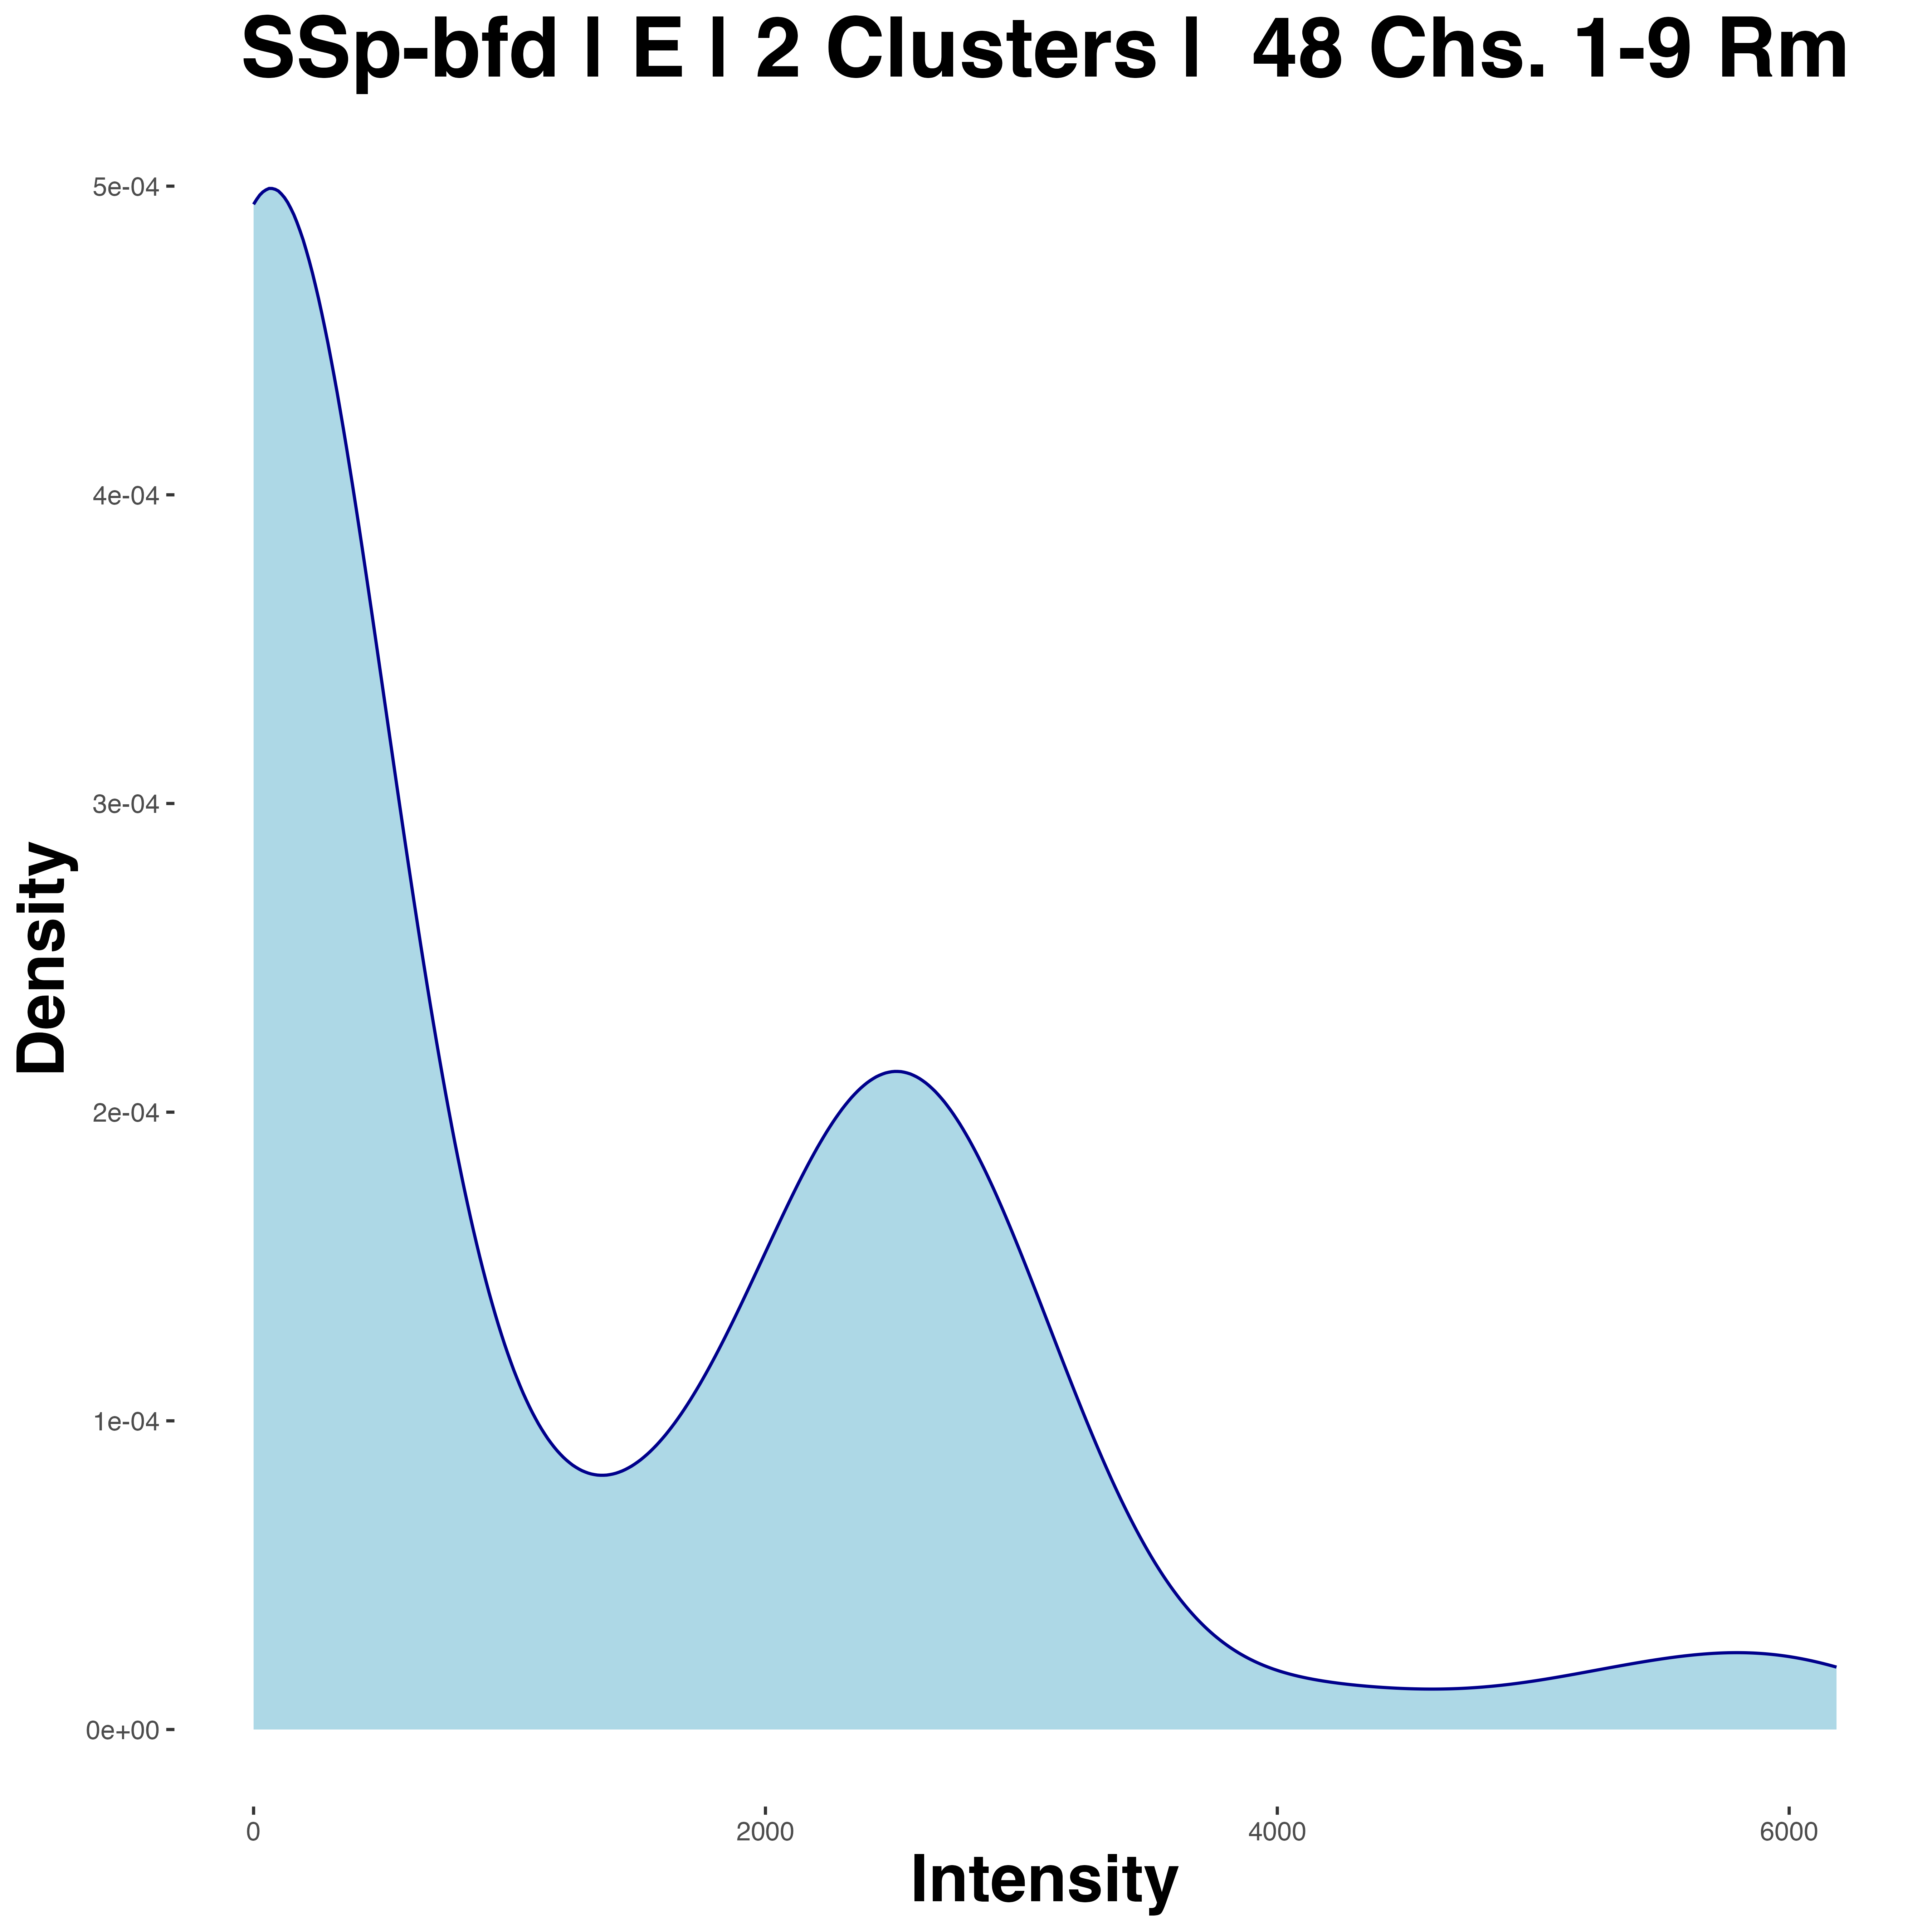 SSp-bfd | E | 2 Clusters |  48 Chs. 1-9 Rm
5e-04
4e-04
3e-04
2e-04
1e-04
0e+00
Density
0 2000 4000 6000
Intensity